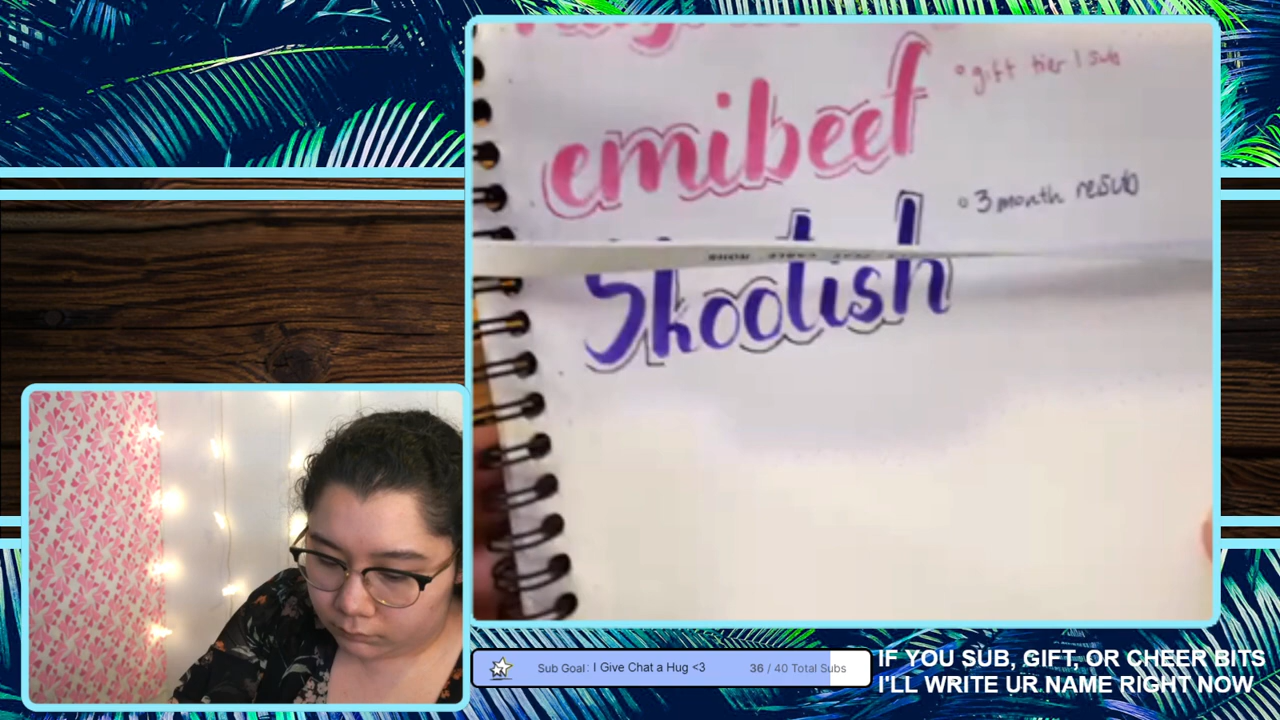 emibeef
gift tier 1 sub
Skootish
3 month resub
Sub Goal: I Give Chat a Hug <3
36 / 40 Total Subs
IF YOU SUB, GIFT, OR CHEER BITS
I'LL WRITE UR NAME RIGHT NOW